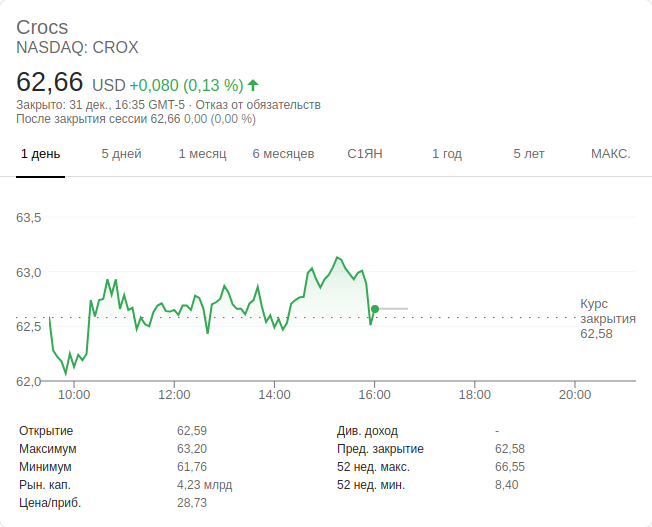 Crocs
NASDAQ: CROX
62,66 USD +0,080 (0,13 %)
Закрыто: 31 дек., 16:35 GMT-5 · Отказ от обязательств
После закрытия сессии 62,66 0,00 (0,00 %)
1 день 5 дней 1 месяц 6 месяцев С1ЯН 1 год 5 лет МАКС.
63,5
63,0
62,5
62,0
Курс
закрытия
62,58
10:00 12:00 14:00 16:00 18:00 20:00
Открытие 62,59 Див. доход -
Максимум 63,20 Пред. закрытие 62,58
Минимум 61,76 52 нед. макс. 66,55
Рын. кап. 4,23 млрд 52 нед. мин. 8,40
Цена/приб. 28,73